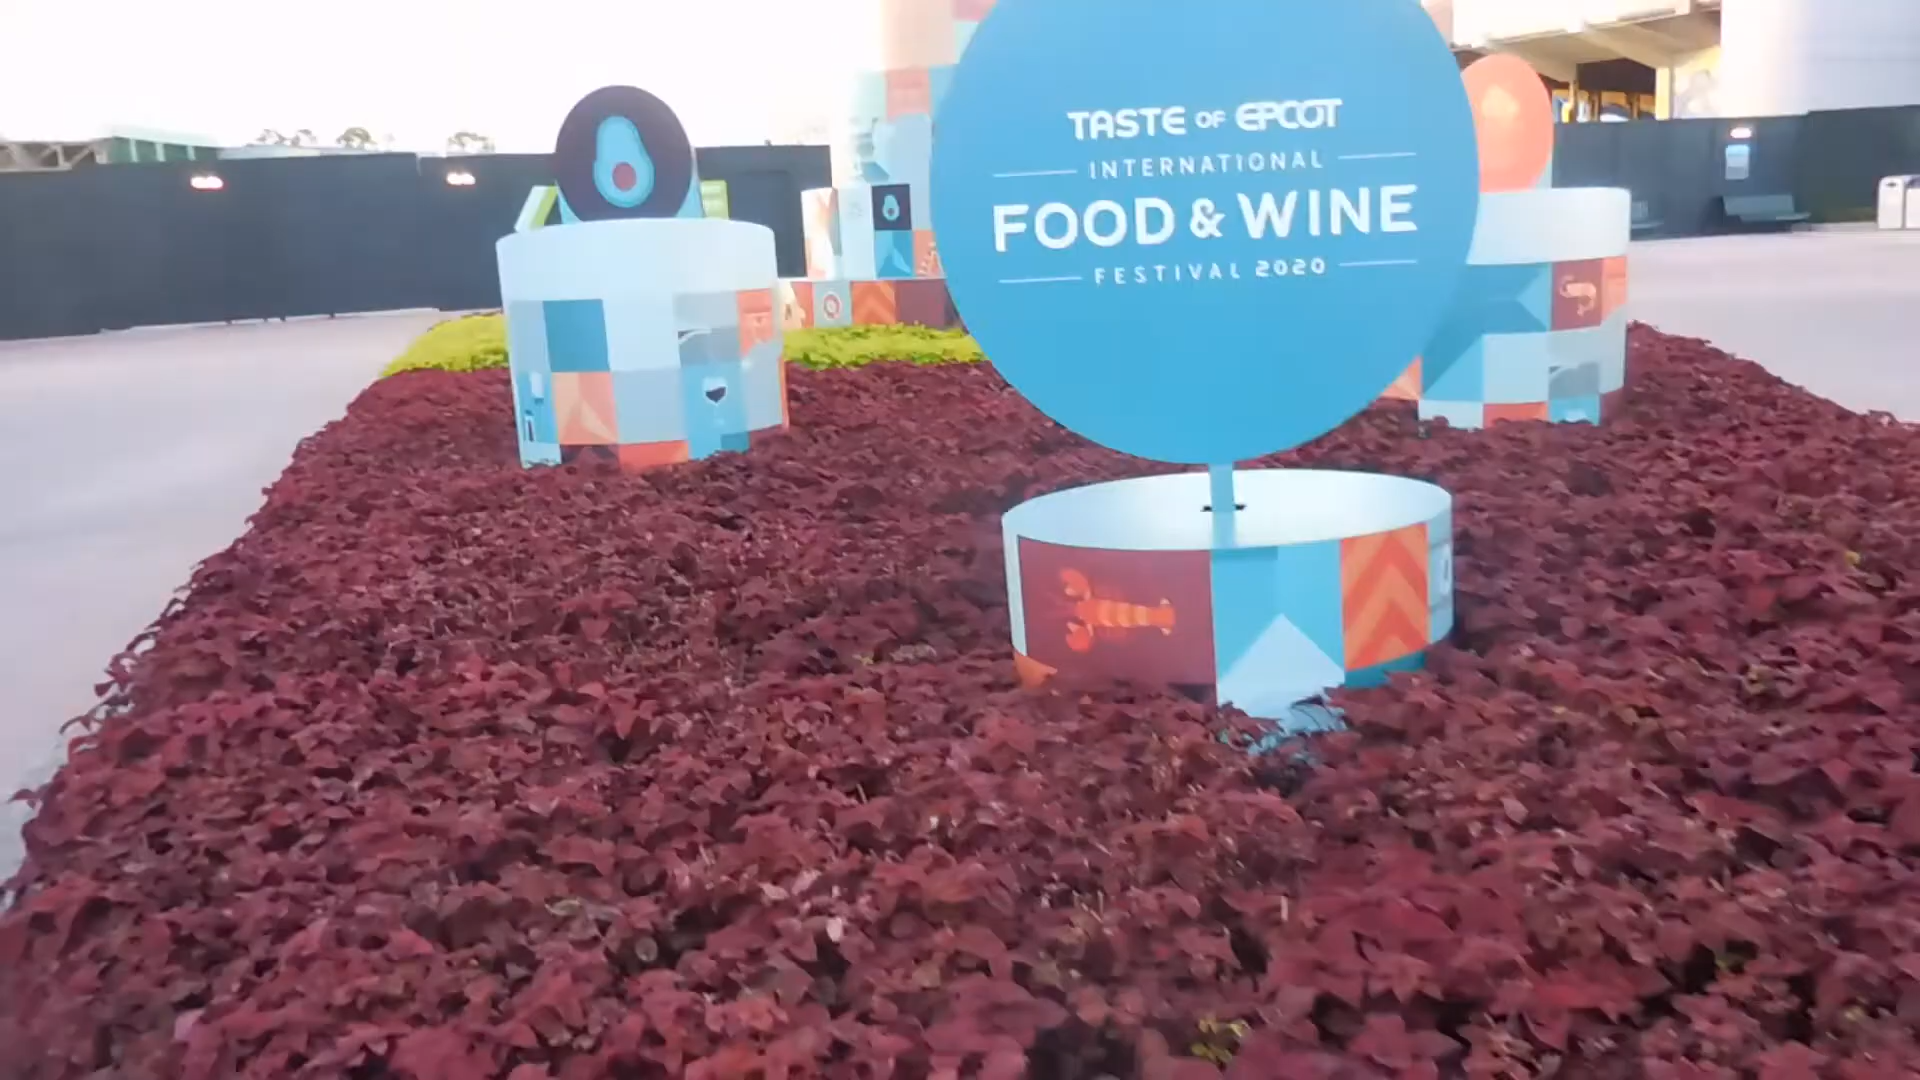 TASTE OF EPCOT
INTERNATIONAL
FOOD & WINE
FESTIVAL 2020